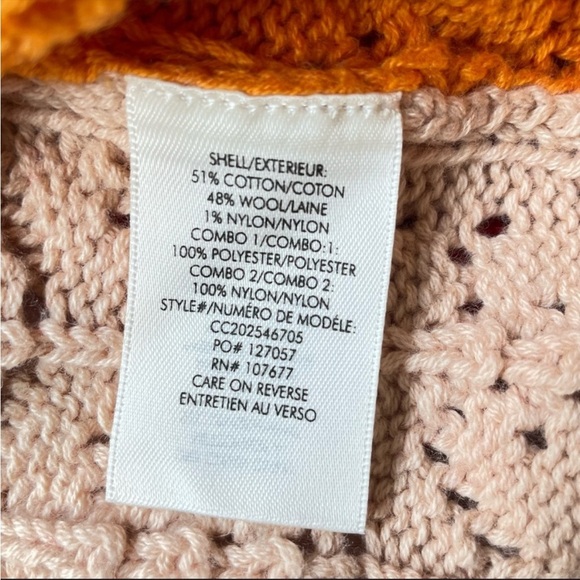 SHELL/EXTERIEUR:
51% COTTON/COTON
48% WOOL/LAINE
1% NYLON/NYLON
COMBO 1/COMBO:1:
100% POLYESTER/POLYESTER
COMBO 2/COMBO 2:
100% NYLON/NYLON
STYLE#/NUMÉRO DE MODÉLE:
CC202546705
PO# 127057
RN# 107677
CARE ON REVERSE
ENTRETIEN AU VERSO